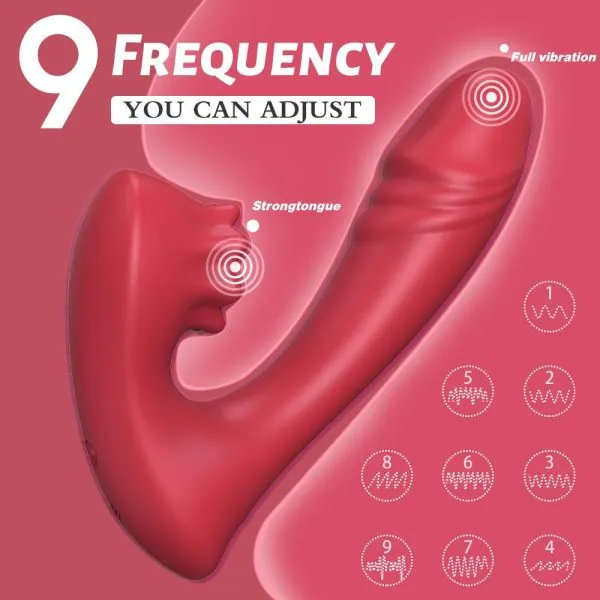 9 FREQUENCY
YOU CAN ADJUST
Full vibration
Strongtongue
1
5 2
8 6 3
9 7 4